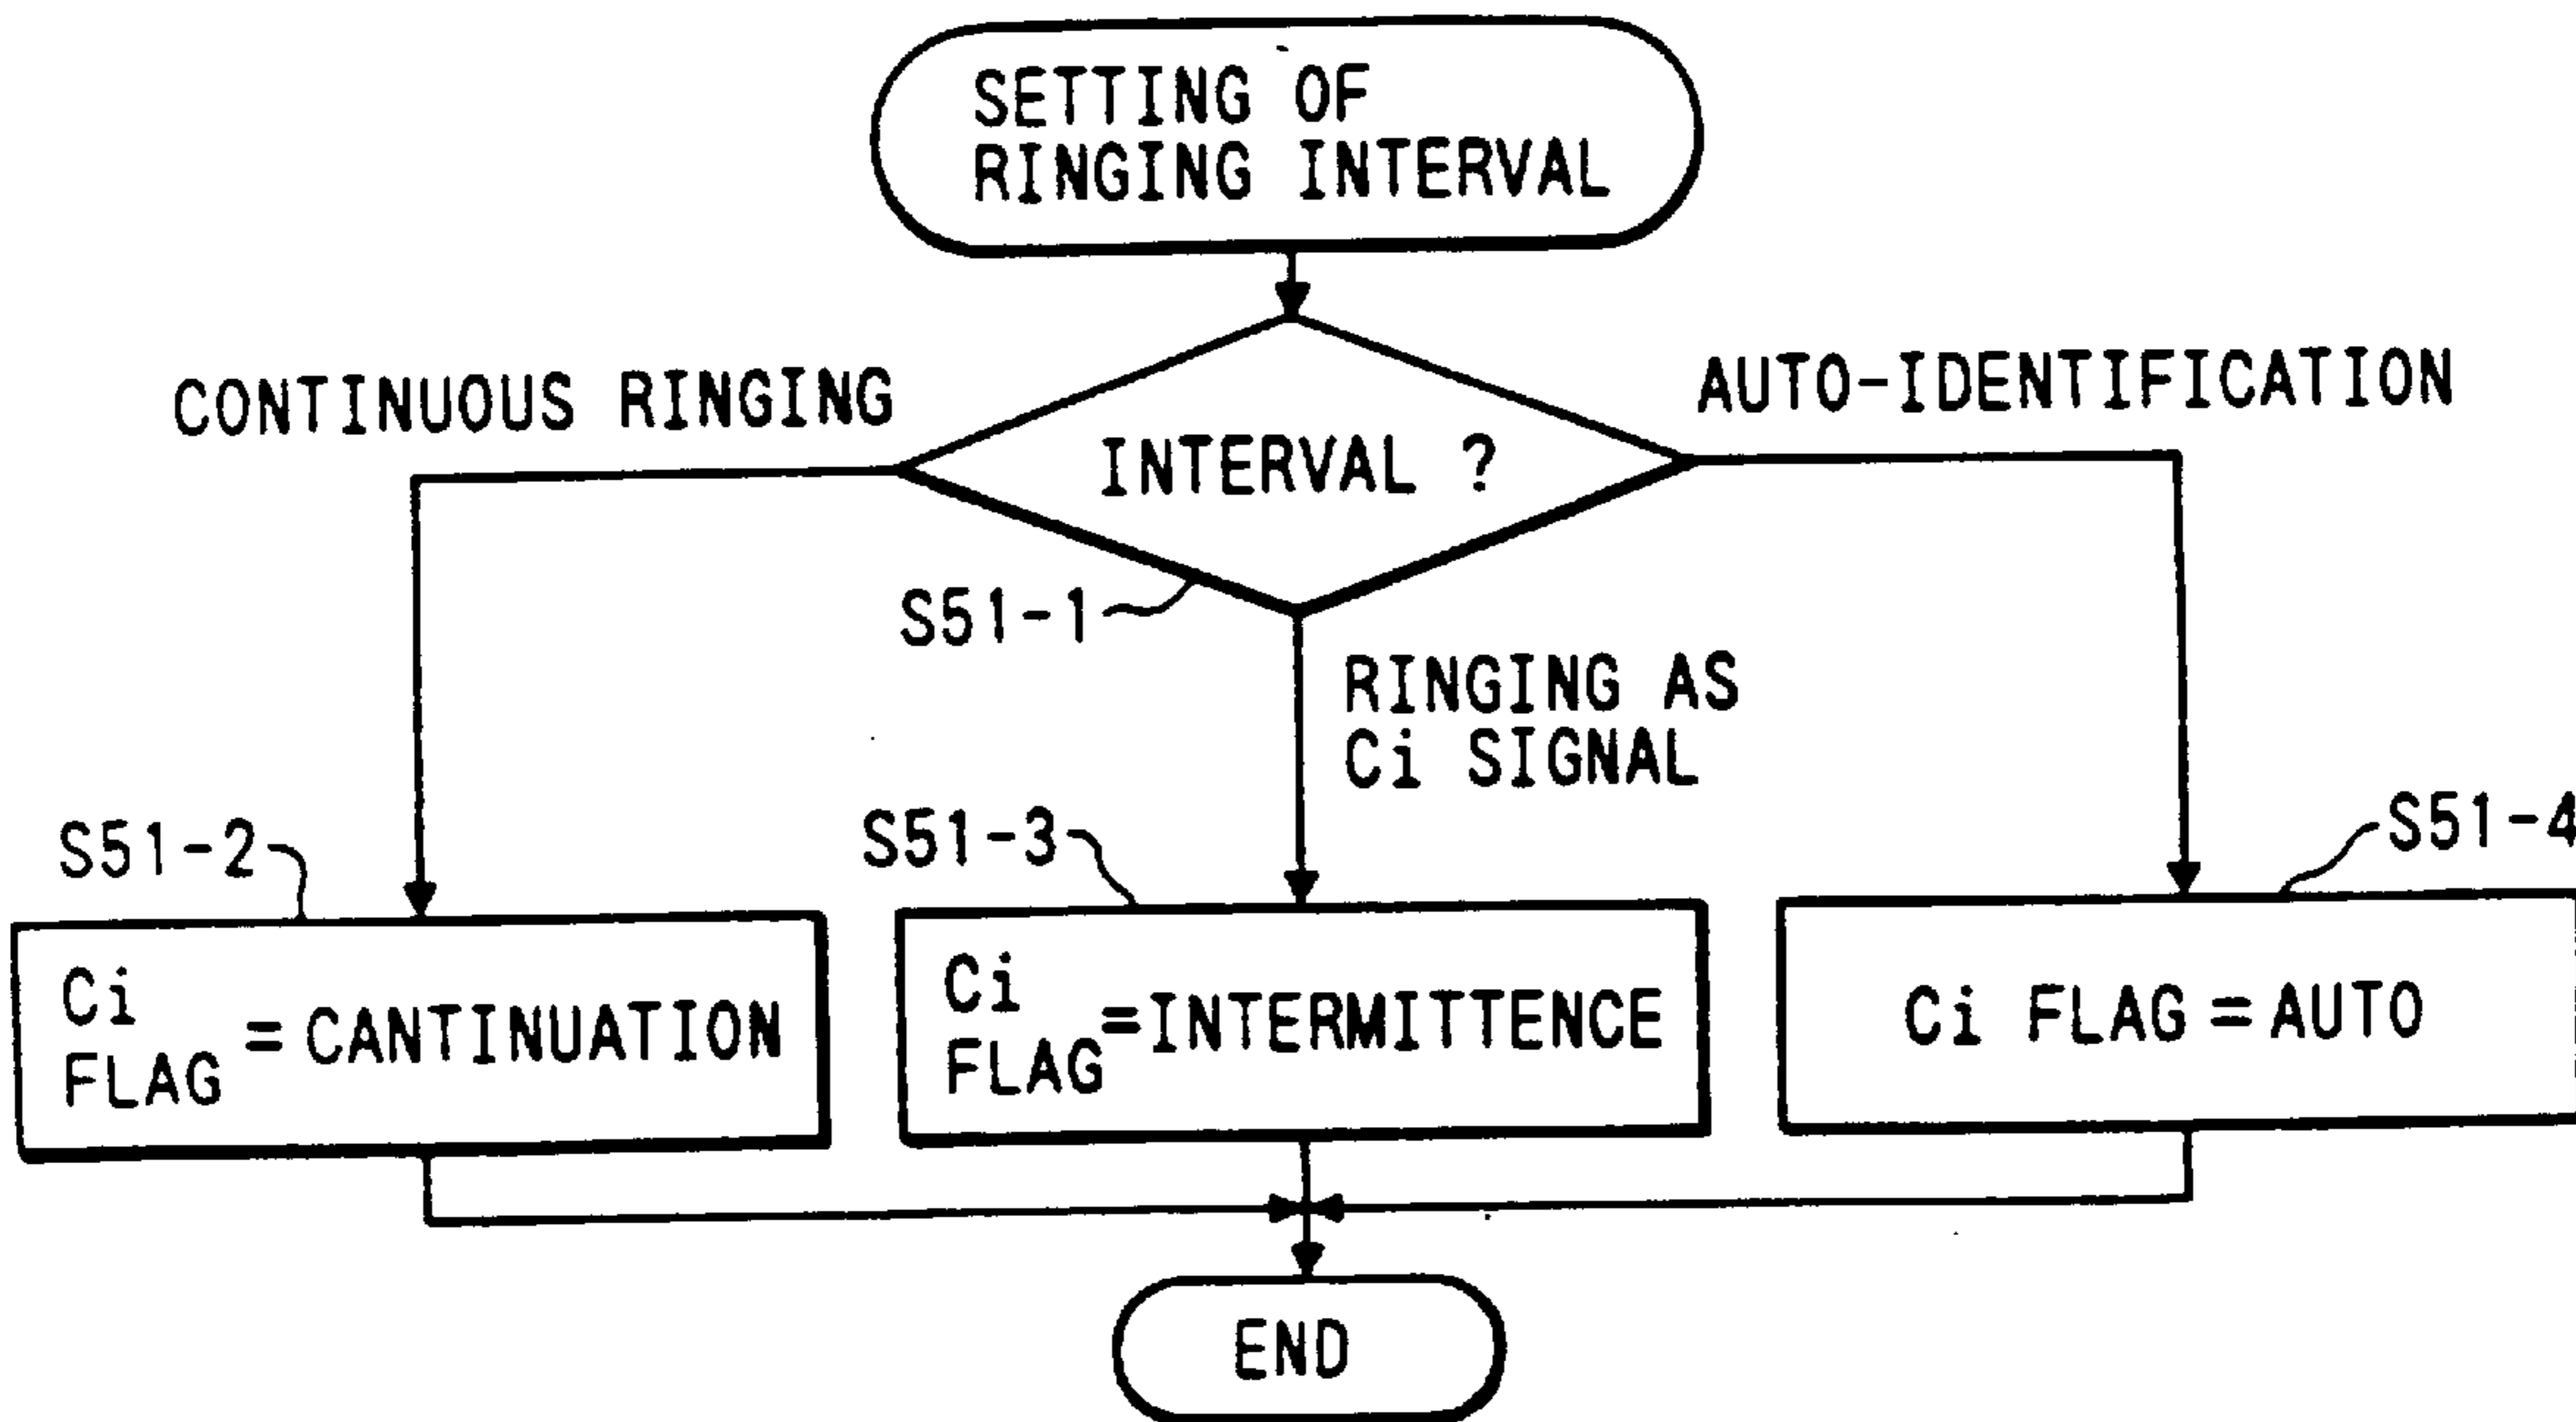 SETTING OF
RINGING INTERVAL
CONTINUOUS RINGING
INTERVAL ?
AUTO-IDENTIFICATION
S51-1
RINGING AS
Ci SIGNAL
S51-2
S51-3
S51-4
Ci
FLAG = CANTINUATION
Ci
FLAG =INTERMITTENCE
Ci FLAG = AUTO
END